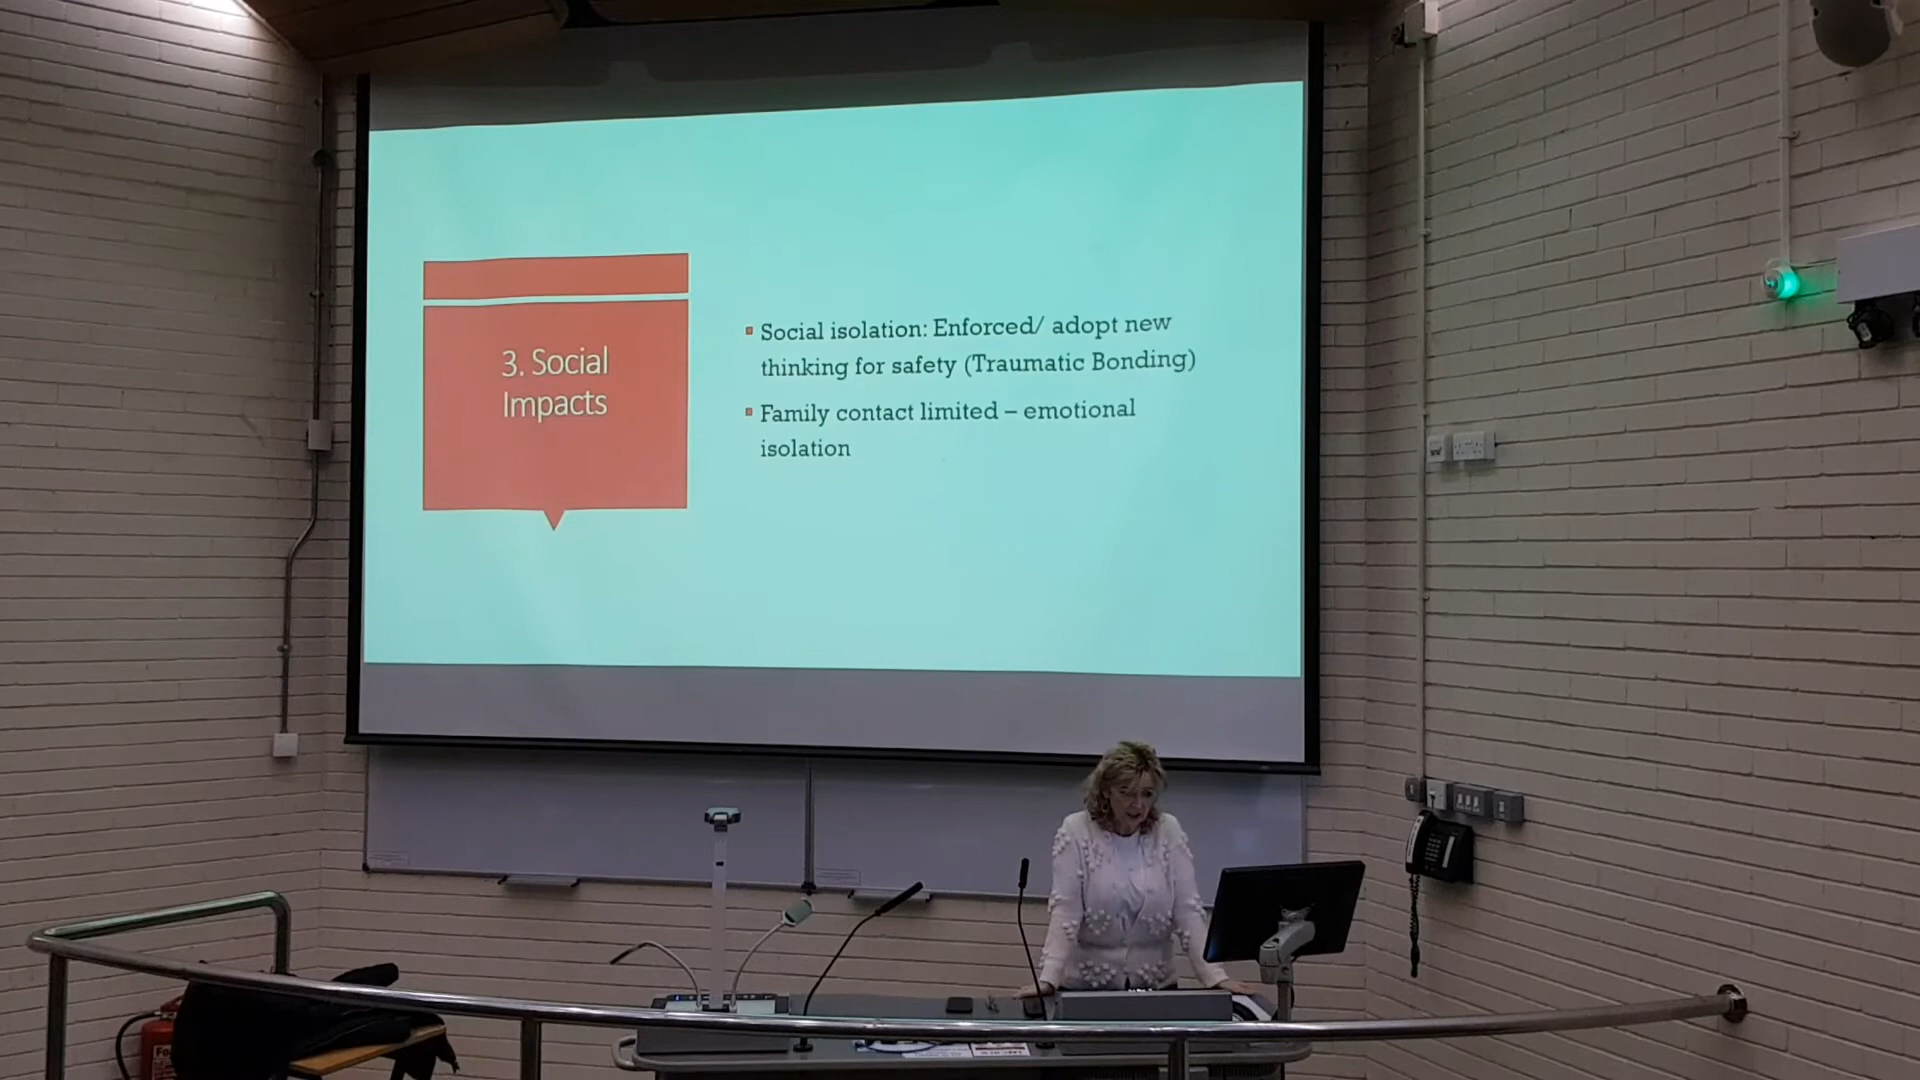 3. Social
Impacts
Social isolation: Enforced/ adopt new
thinking for safety (Traumatic Bonding)
Family contact limited – emotional
isolation